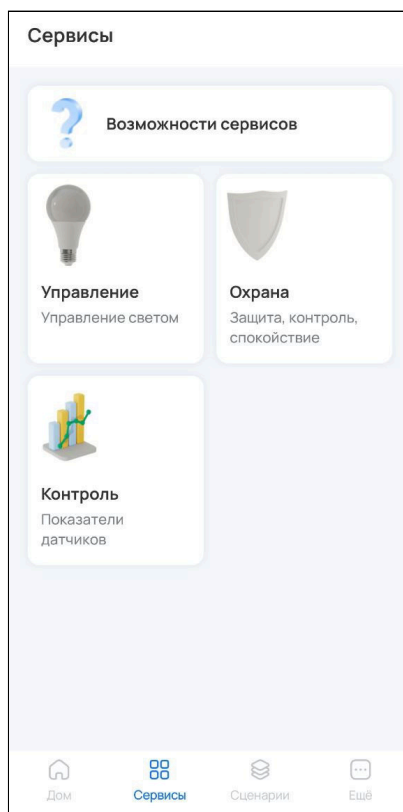 Сервисы
Возможности сервисов
Управление
Управление светом
Охрана
Защита, контроль,
спокойствие
Контроль
Показатели
датчиков
Дом
Сервисы
Сценарии
Ещё